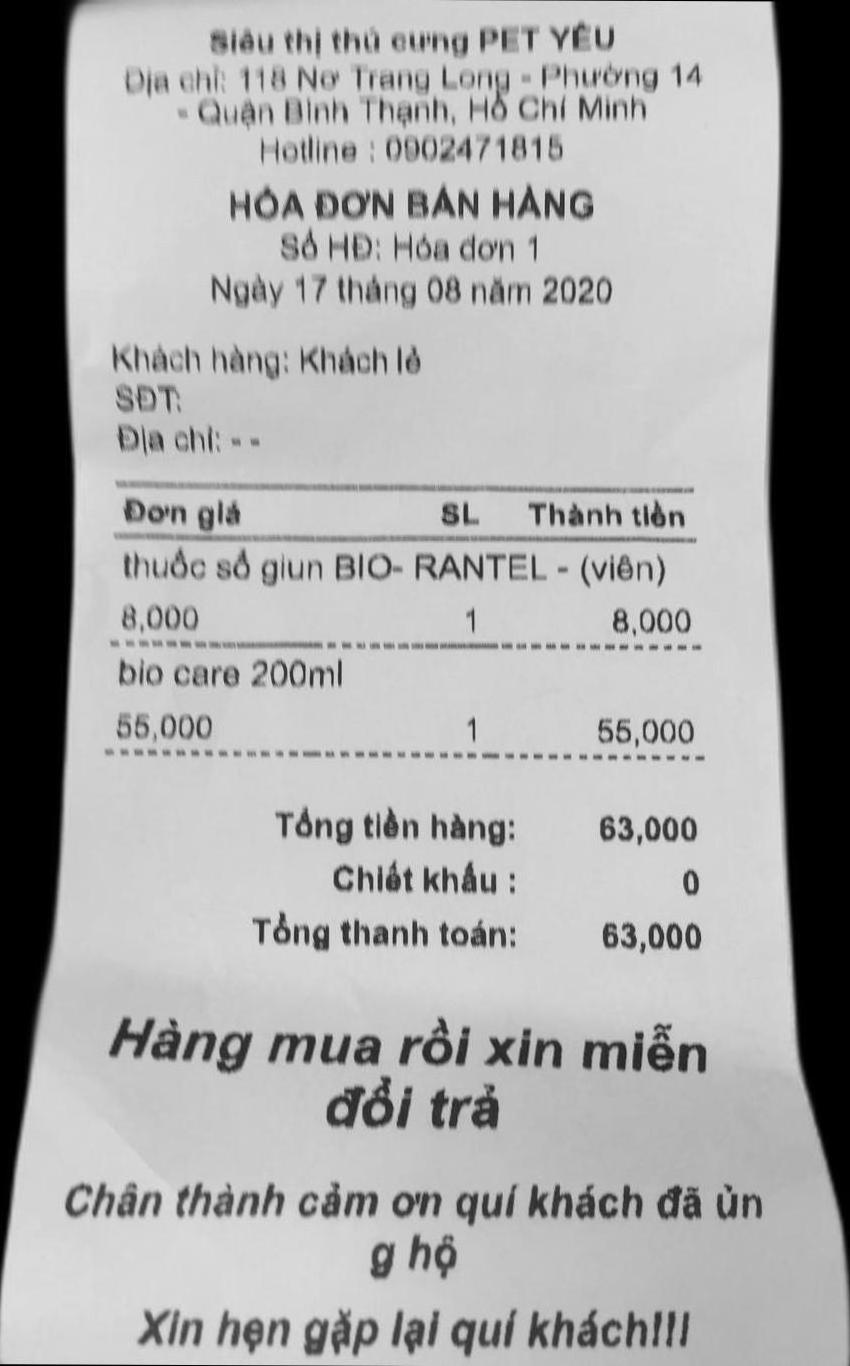 Siêu thị thú cưng PET YÊU
Địa chỉ: 118 Nơ Trang Long - Phường 14
- Quận Bình Thạnh, Hồ Chí Minh
Hotline : 0902471815
HÓA ĐƠN BÁN HÀNG
Số HĐ: Hóa đơn 1
Ngày 17 tháng 08 năm 2020
Khách hàng: Khách lẻ
SĐT:
Địa chỉ: - -
Đơn giá SL Thành tiền
thuốc sổ giun BIO- RANTEL - (viên)
8,000 1 8,000
bio care 200ml
55,000 1 55,000
Tổng tiền hàng: 63,000
Chiết khấu : 0
Tổng thanh toán: 63,000
Hàng mua rồi xin miễn
đổi trả
Chân thành cảm ơn quí khách đã ủn
g hộ
Xin hẹn gặp lại quí khách!!!